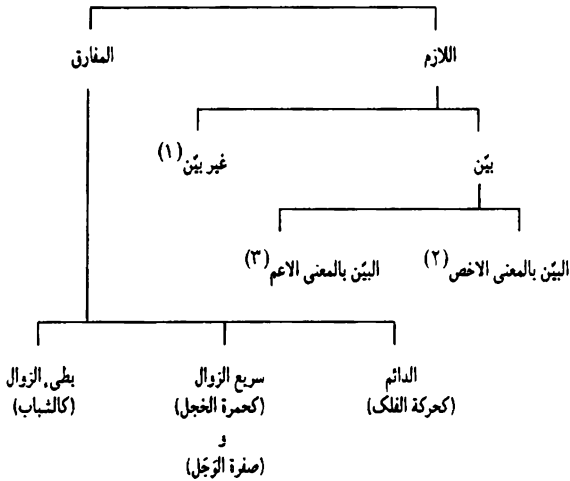 اللازم
المفارق
بيّن
غير بيّن (١)
البيّن بالمعنى الاخص (٢)
البيّن بالمعنى الاعم (٣)
الدائم
(كحركة الفلك)
سريع الزوال
(كحمرة الخجل)
و
(صفرة الوَجَل)
بطىء الزوال
(كالشباب)